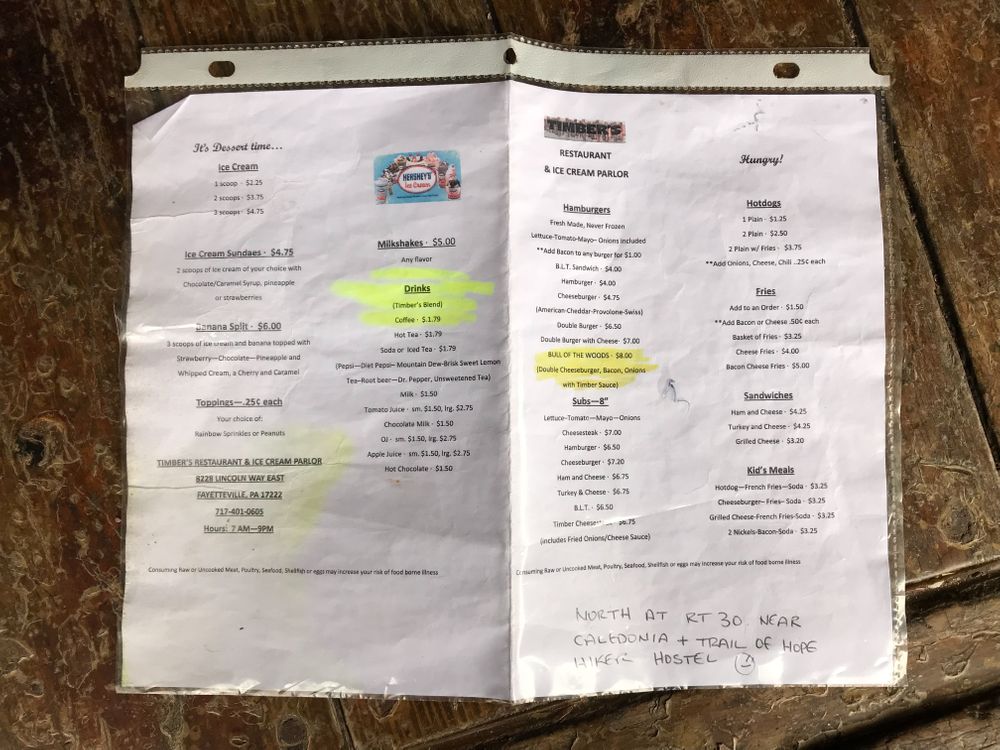 It's Dessert time…
Ice Cream
1 scoop - $2.25
2 scoops - $3.75
3 scoops - $4.75
Ice Cream Sundaes - $4.75
2 scoops of ice cream of your choice with
Chocolate/Caramel Syrup, pineapple
or strawberries
Banana Split - $6.00
3 scoops of ice cream and banana topped with
Strawberry—Chocolate—Pineapple and
Whipped Cream, a Cherry and Caramel
Toppings—.25¢ each
Your choice of:
Rainbow Sprinkles or Peanuts
TIMBER'S RESTAURANT & ICE CREAM PARLOR
8228 LINCOLN WAY EAST
FAYETTEVILLE, PA 17222
717-401-0605
Hours: 7 AM—9PM
HERSHEY'S
Ice Cream
Milkshakes - $5.00
Any flavor
Drinks
(Timber's Blend)
Coffee - $.1.79
Hot Tea - $1.79
Soda or Iced Tea - $1.79
(Pepsi—Diet Pepsi— Mountain Dew-Brisk Sweet Lemon
Tea—Root beer—Dr. Pepper, Unsweetened Tea)
Milk - $1.50
Tomato Juice - sm. $1.50, lrg. $2.75
Chocolate Milk - $1.50
OJ - sm. $1.50, lrg. $2.75
Apple Juice - sm. $1.50, lrg. $2.75
Hot Chocolate - $1.50
Consuming Raw or Uncooked Meat, Poultry, Seafood, Shellfish or eggs may increase your risk of food borne illness
TIMBER'S
RESTAURANT
& ICE CREAM PARLOR
Hamburgers
Fresh Made, Never Frozen
Lettuce-Tomato-Mayo— Onions Included
**Add Bacon to any burger for $1.00
B.L.T. Sandwich - $4.00
Hamburger - $4.00
Cheeseburger - $4.75
(American-Cheddar-Provolone-Swiss)
Double Burger - $6.50
Double Burger with Cheese - $7.00
BULL OF THE WOODS - $8.00
(Double Cheeseburger, Bacon, Onions
with Timber Sauce)
Subs—8"
Lettuce-Tomato—Mayo—Onions
Cheesesteak - $7.00
Hamburger - $6.50
Cheeseburger - $7.20
Ham and Cheese - $6.75
Turkey & Cheese - $6.75
B.L.T. - $6.50
Timber $6.75
(includes Fried Onions/Cheese Sauce)
Hungry!
Hotdogs
1 Plain - $1.25
2 Plain - $2.50
2 Plain w/ Fries - $3.75
**Add Onions, Cheese, Chili ..25¢ each
Fries
Add to an Order - $1.50
**Add Bacon or Cheese .50¢ each
Basket of Fries - $3.25
Cheese Fries - $4.00
Bacon Cheese Fries - $5.00
Sandwiches
Ham and Cheese - $4.25
Turkey and Cheese - $4.25
Grilled Cheese - $3.20
Kid's Meals
Hotdog—French Fries—Soda - $3.25
Cheeseburger— Fries— Soda - $3.25
Grilled Cheese-French Fries-Soda - $3.25
2 Nickels-Bacon-Soda - $3.25
Consuming Raw or Uncooked Meat, Poultry, Seafood, Shellfish or eggs may increase your risk of food borne illness
NORTH AT RT 30 NEAR
CALEDONIA + TRAIL OF HOPE
HIKER HOSTEL